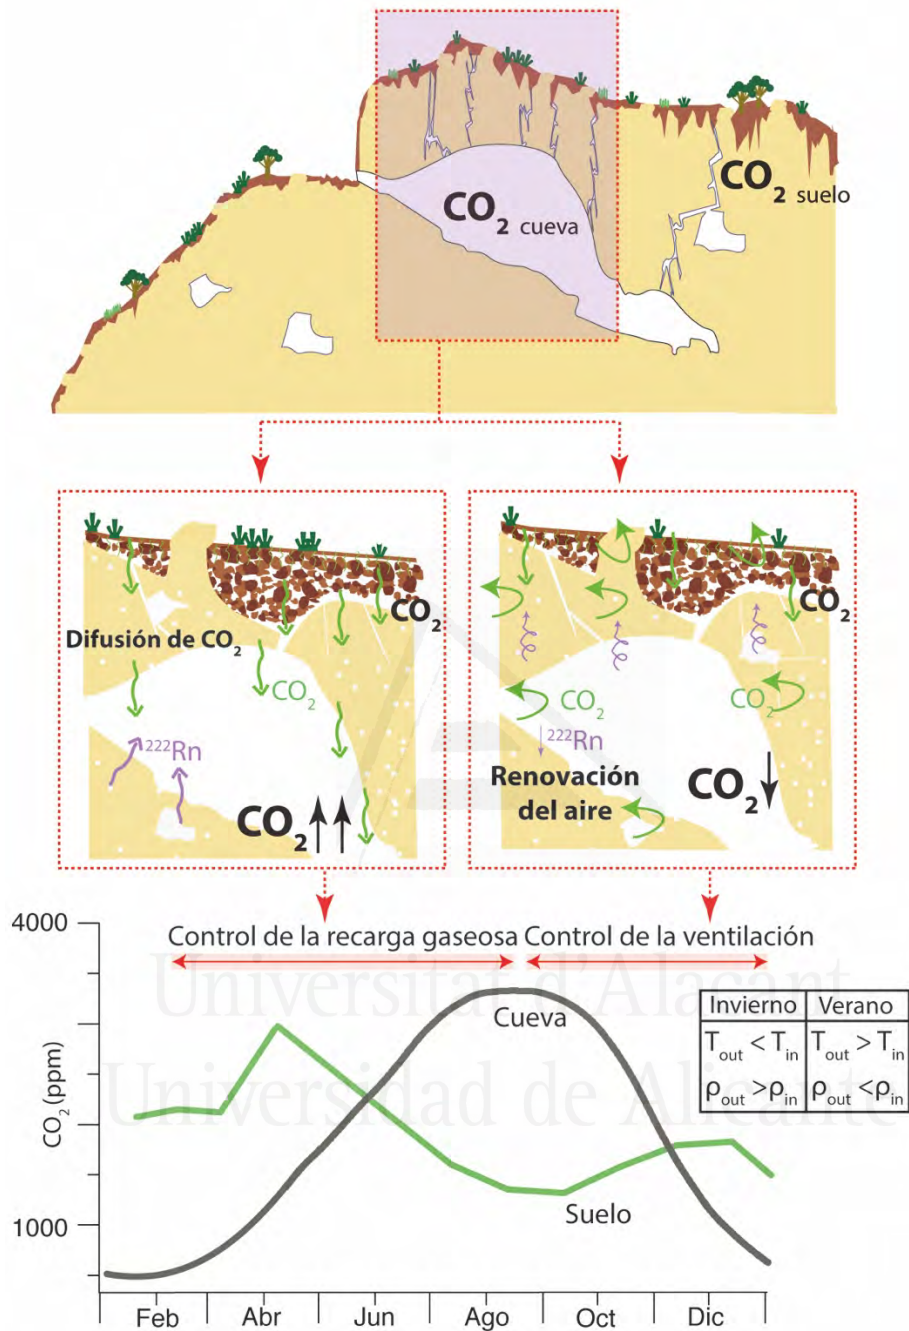 CO2 cueva
CO2 suelo
CO2
Difusión de CO2
CO2
222Rn
CO2
CO2
CO2
CO2
222Rn
Renovación
del aire
CO2
4000
Control de la recarga gaseosa
Control de la ventilación
Universitat d'Alacant
Universidad de Alicante
Cueva
Invierno
Verano
Tout < Tin
Tout > Tin
ρout >ρin
ρout <ρin
CO2 (ppm)
Suelo
1000
Feb
Abr
Jun
Ago
Oct
Dic